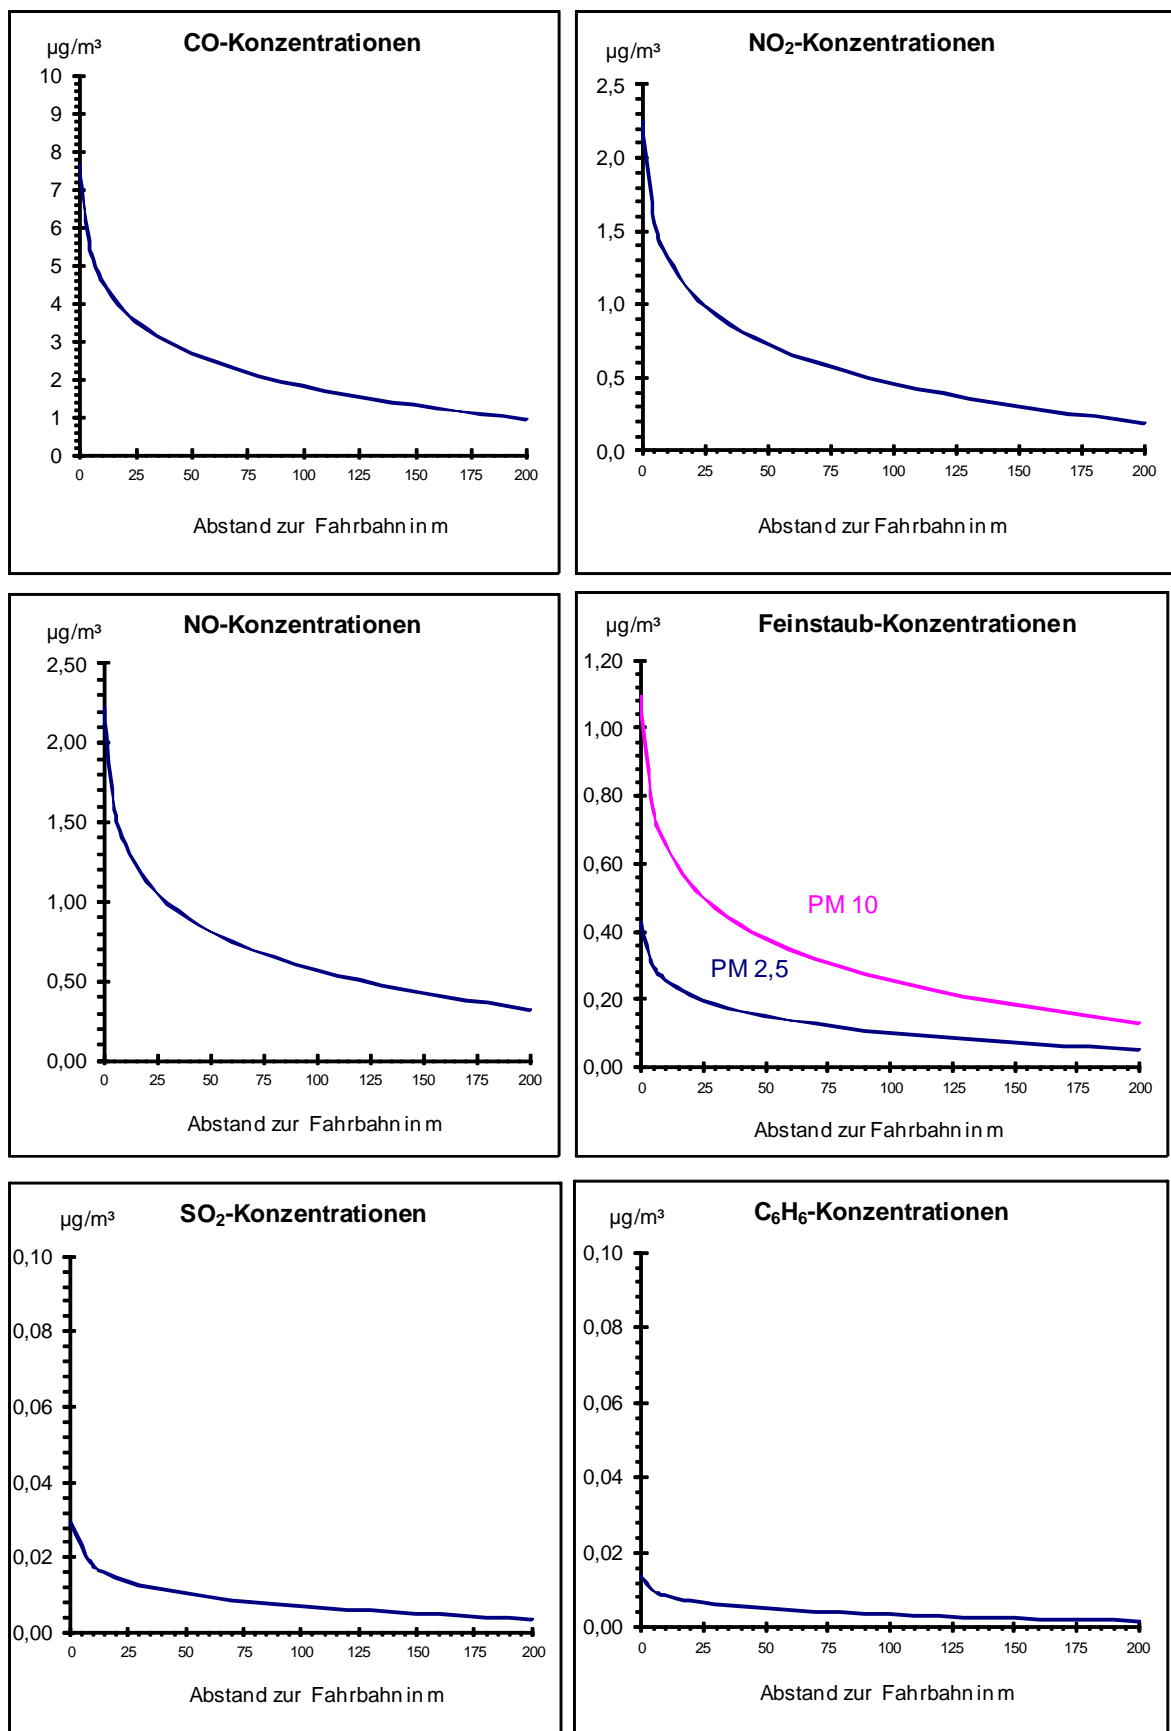 CO-Konzentrationen
µg/m³
10
9
8
7
6
5
4
3
2
1
0
0 25 50 75 100 125 150 175 200
Abstand zur Fahrbahn in m
NO₂-Konzentrationen
µg/m³
2,5
2,0
1,5
1,0
0,5
0,0
0 25 50 75 100 125 150 175 200
Abstand zur Fahrbahn in m
NO-Konzentrationen
µg/m³
2,50
2,00
1,50
1,00
0,50
0,00
0 25 50 75 100 125 150 175 200
Abstand zur Fahrbahn in m
Feinstaub-Konzentrationen
µg/m³
1,20
1,00
0,80
0,60
0,40
0,20
0,00
PM 10
PM 2,5
0 25 50 75 100 125 150 175 200
Abstand zur Fahrbahn in m
SO₂-Konzentrationen
µg/m³
0,10
0,08
0,06
0,04
0,02
0,00
0 25 50 75 100 125 150 175 200
Abstand zur Fahrbahn in m
C₆H₆-Konzentrationen
µg/m³
0,10
0,08
0,06
0,04
0,02
0,00
0 25 50 75 100 125 150 175 200
Abstand zur Fahrbahn in m